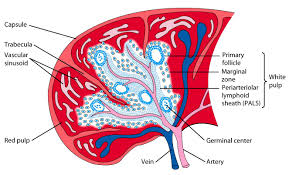 Capsule
Trabecula
Vascular
sinusoid
Red pulp
Primary
follicle
Marginal
zone
Periarteriolar
lymphoid
sheath (PALS)
White
pulp
Germinal center
Vein
Artery